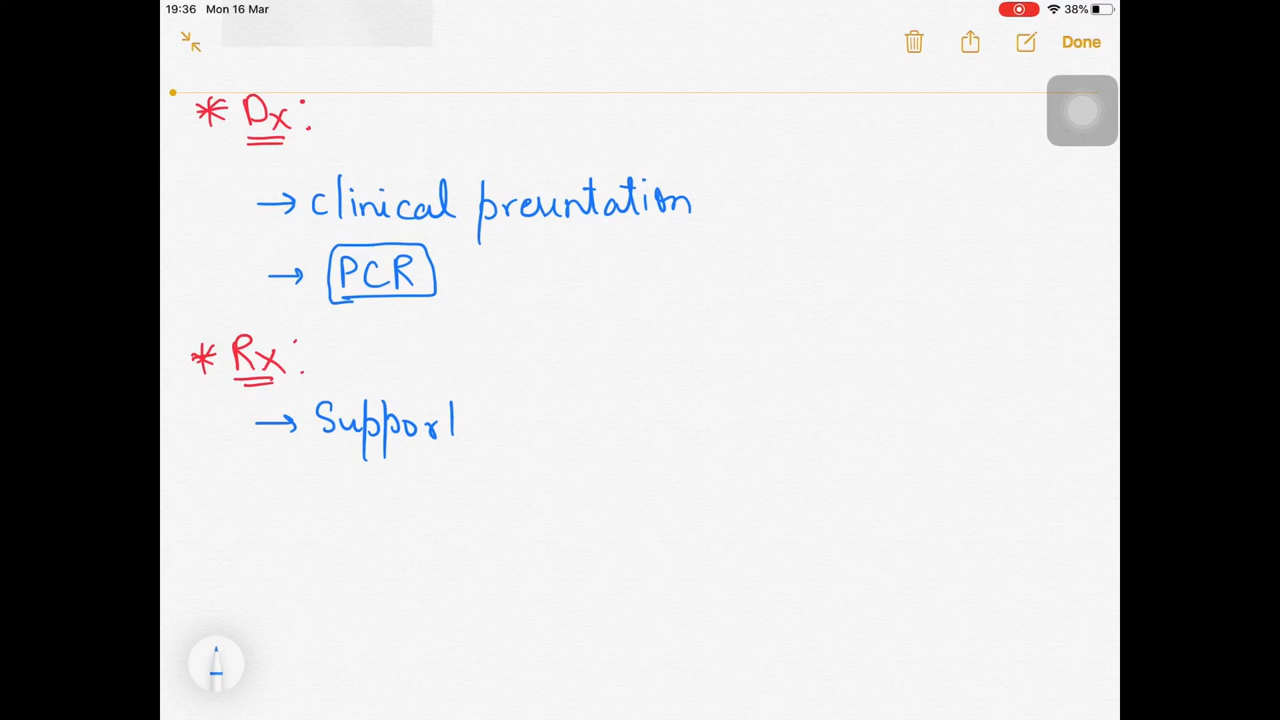 19:36 Mon 16 Mar
38%
Done
* Dx:
→ clinical presentation
→ PCR
* Rx:
→ Support